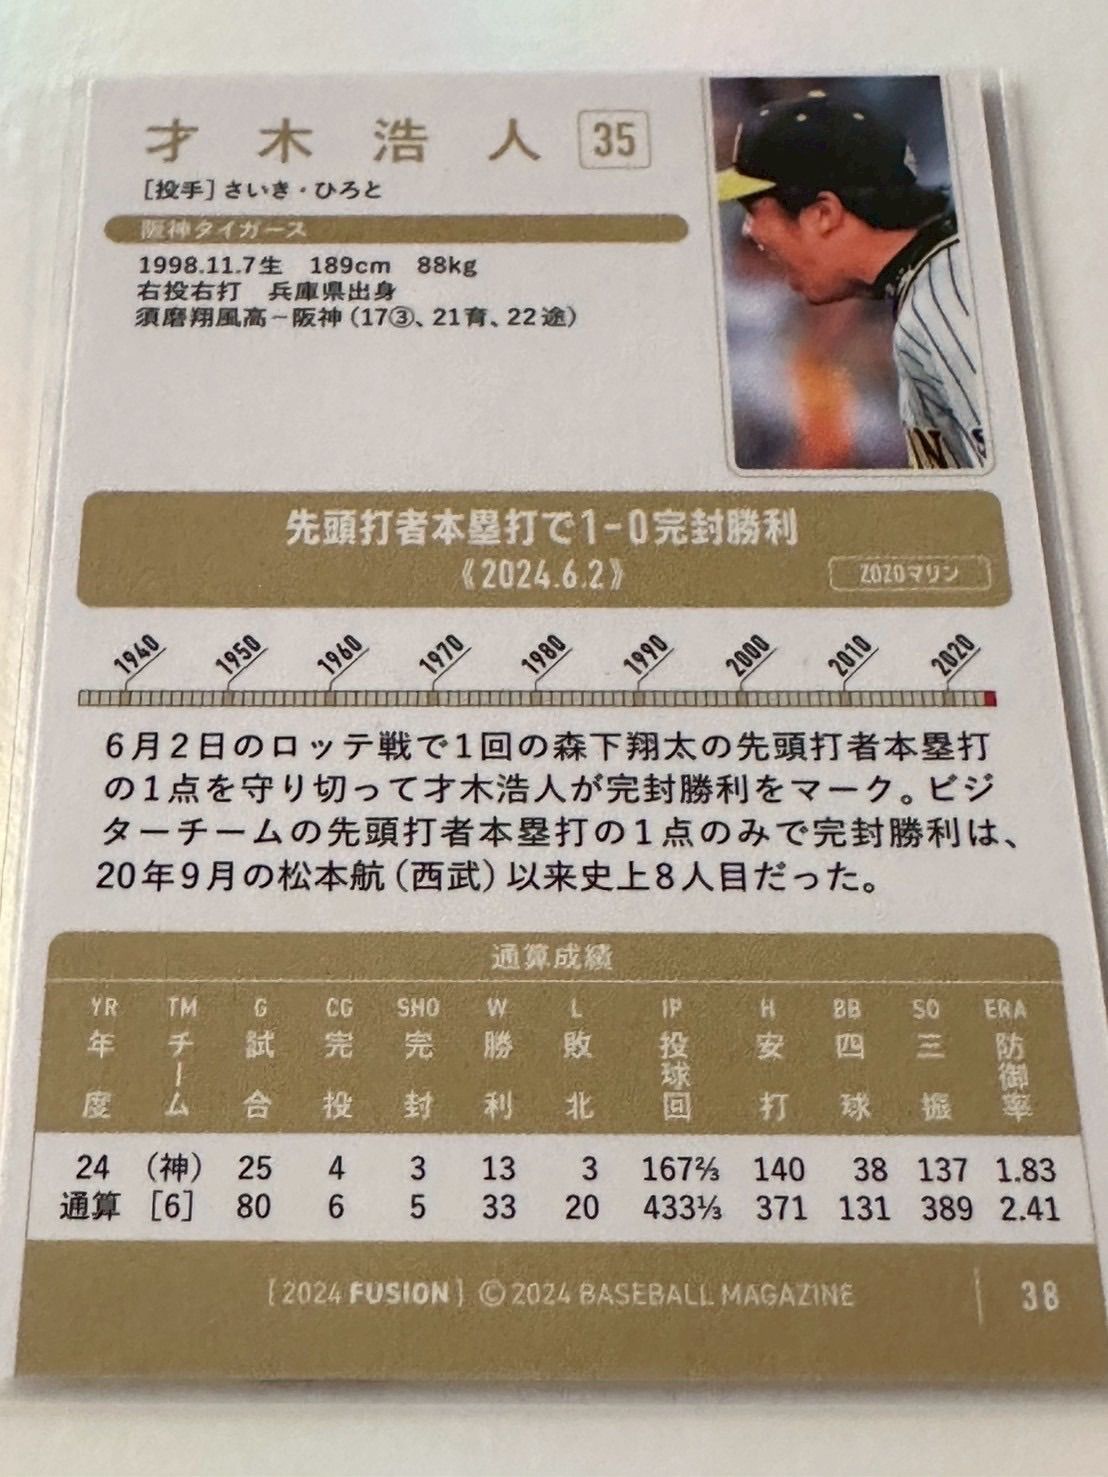 才木浩人 35
[投手]さいき・ひろと
阪神タイガース
1998.11.7生 189cm 88kg
右投右打 兵庫県出身
須磨翔風高－阪神(17③、21育、22途)
先頭打者本塁打で1-0完封勝利
《2024.6.2》 ZOZOマリン
1940 1950 1960 1970 1980 1990 2000 2010 2020
6月2日のロッテ戦で1回の森下翔太の先頭打者本塁打
の1点を守り切って才木浩人が完封勝利をマーク。ビジ
ターチームの先頭打者本塁打の1点のみで完封勝利は、
20年9月の松本航(西武)以来史上8人目だった。
通算成績
YR TM G CG SHO W L IP H BB SO ERA
年度 チーム 試合 完投 完封 勝利 敗北 投球回 安打 四球 三振 防御率
24 (神) 25 4 3 13 3 167⅔ 140 38 137 1.83
通算 [6] 80 6 5 33 20 433⅓ 371 131 389 2.41
[2024 FUSION] ©2024 BASEBALL MAGAZINE 38